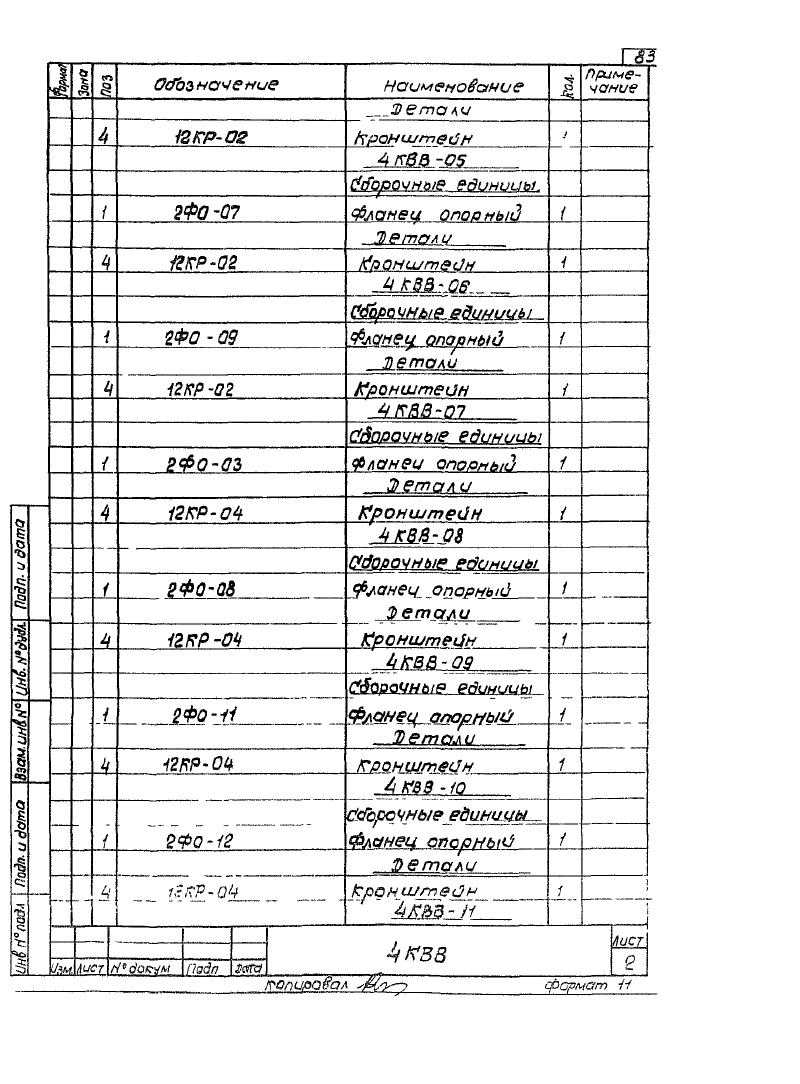 83
Формат Зона Поз Обозначение Наименование Кол. Приме-
чание
Детали
4 12КР-02 Кронштейн 1
4КВВ-05
Сборочные единицы
1 2ФО-07 Фланец опорный 1
Детали
4 12КР-02 Кронштейн 1
4КВВ-06
Сборочные единицы
1 2ФО-09 Фланец опорный 1
Детали
4 12КР-02 Кронштейн 1
4КВВ-07
Сборочные единицы
1 2ФО-03 Фланец опорный 1
Детали
4 12КР-04 Кронштейн 1
4КВВ-08
Сборочные единицы
1 2ФО-08 Фланец опорный 1
Детали
4 12КР-04 Кронштейн 1
4КВВ-09
Сборочные единицы
1 2ФО-11 Фланец опорный 1
Детали
4 12КР-04 Кронштейн 1
4КВВ-10
Сборочные единицы
1 2ФО-12 Фланец опорный 1
Детали
4 12КР-04 Кронштейн 1
4КВВ-11
Подп. и дата
Инв. № дубл.
Взам. инв №
Подп. и дата
Инв № подл
Изм Лист № докум Подп Дата
4КВВ
Лист
2
Копировал
Формат 11